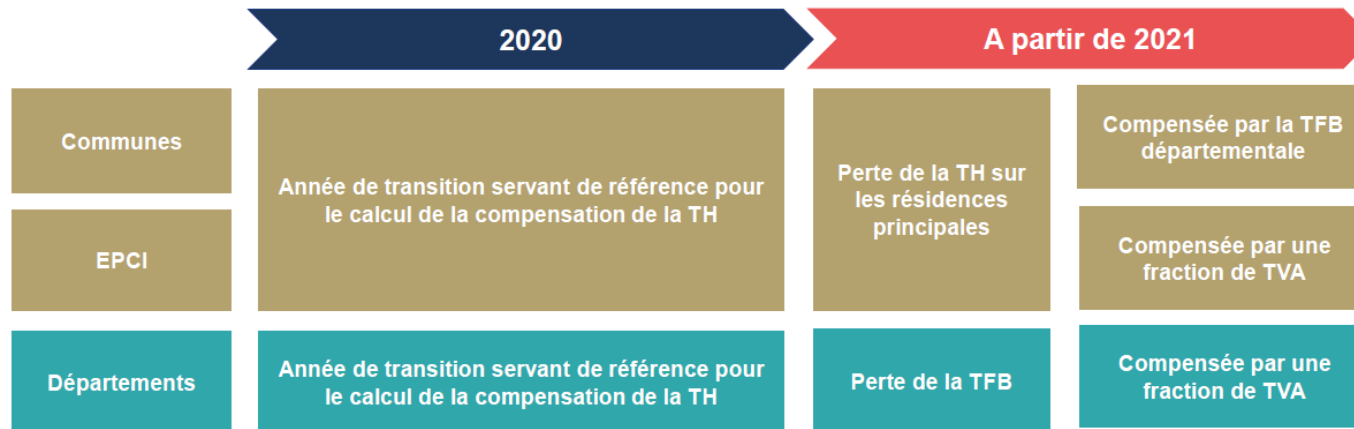 2020
A partir de 2021
Communes
EPCI
Année de transition servant de référence pour
le calcul de la compensation de la TH
Perte de la TH sur
les résidences
principales
Compensée par la TFB
départementale
Compensée par une
fraction de TVA
Départements
Année de transition servant de référence pour
le calcul de la compensation de la TH
Perte de la TFB
Compensée par une
fraction de TVA